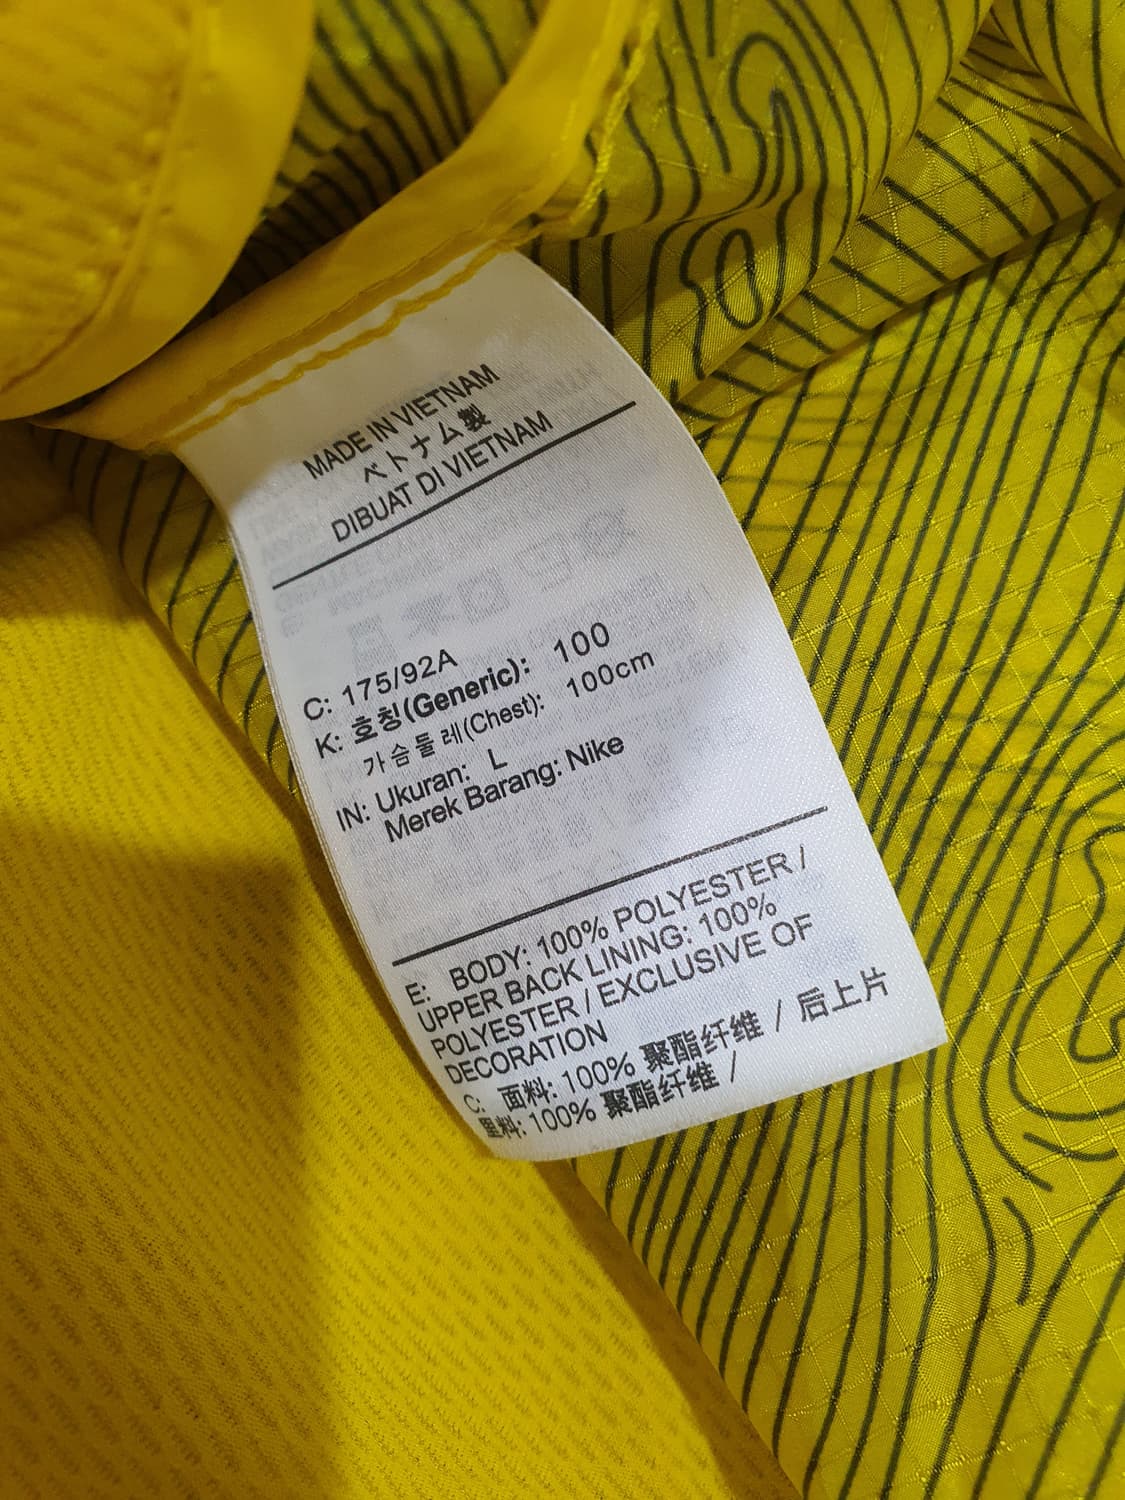 MADE IN VIETNAM
ベトナム製
DIBUAT DI VIETNAM
C: 175/92A
K: 호칭(Generic): 100
가슴둘레(Chest): 100cm
IN: Ukuran: L
Merek Barang: Nike
E: BODY: 100% POLYESTER /
UPPER BACK LINING: 100%
POLYESTER / EXCLUSIVE OF
DECORATION
C: 面料: 100% 聚酯纤维 / 后上片
里料: 100% 聚酯纤维 /